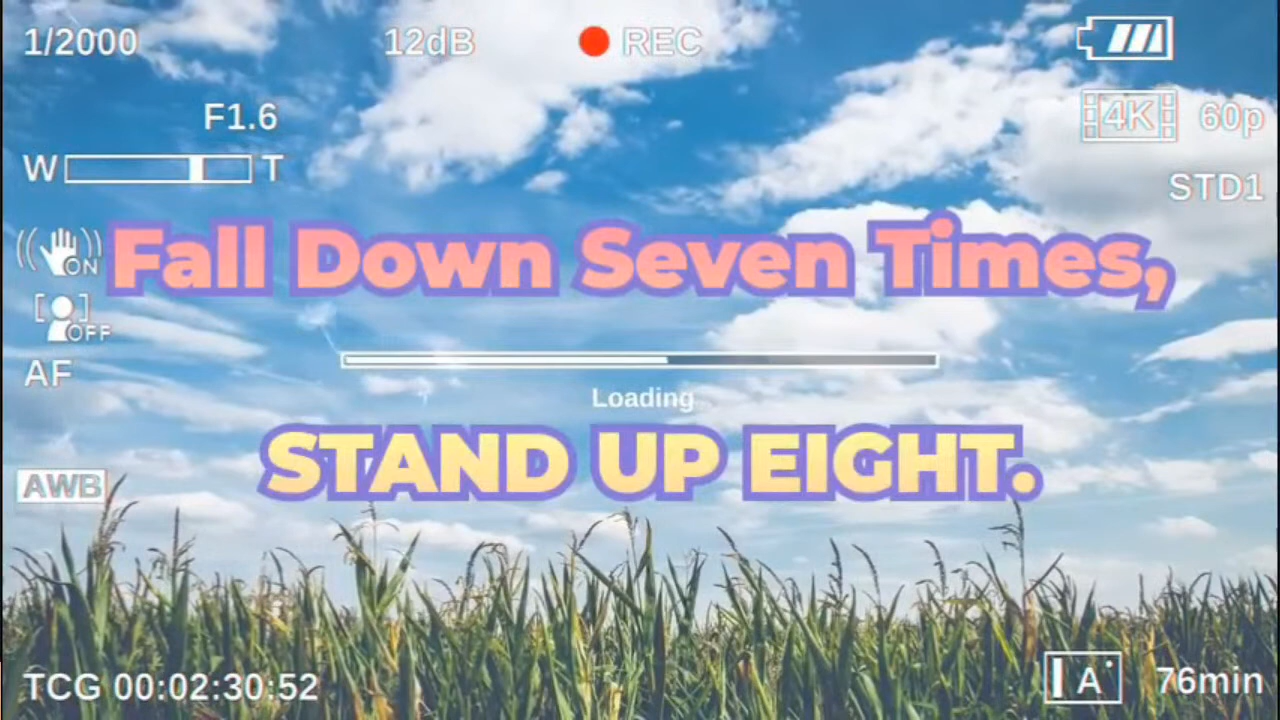 1/2000 12dB REC
F1.6 4K 60p
W T
STD1
ON
Fall Down Seven Times,
OFF
AF
Loading
STAND UP EIGHT.
AWB
TCG 00:02:30:52 A 76min